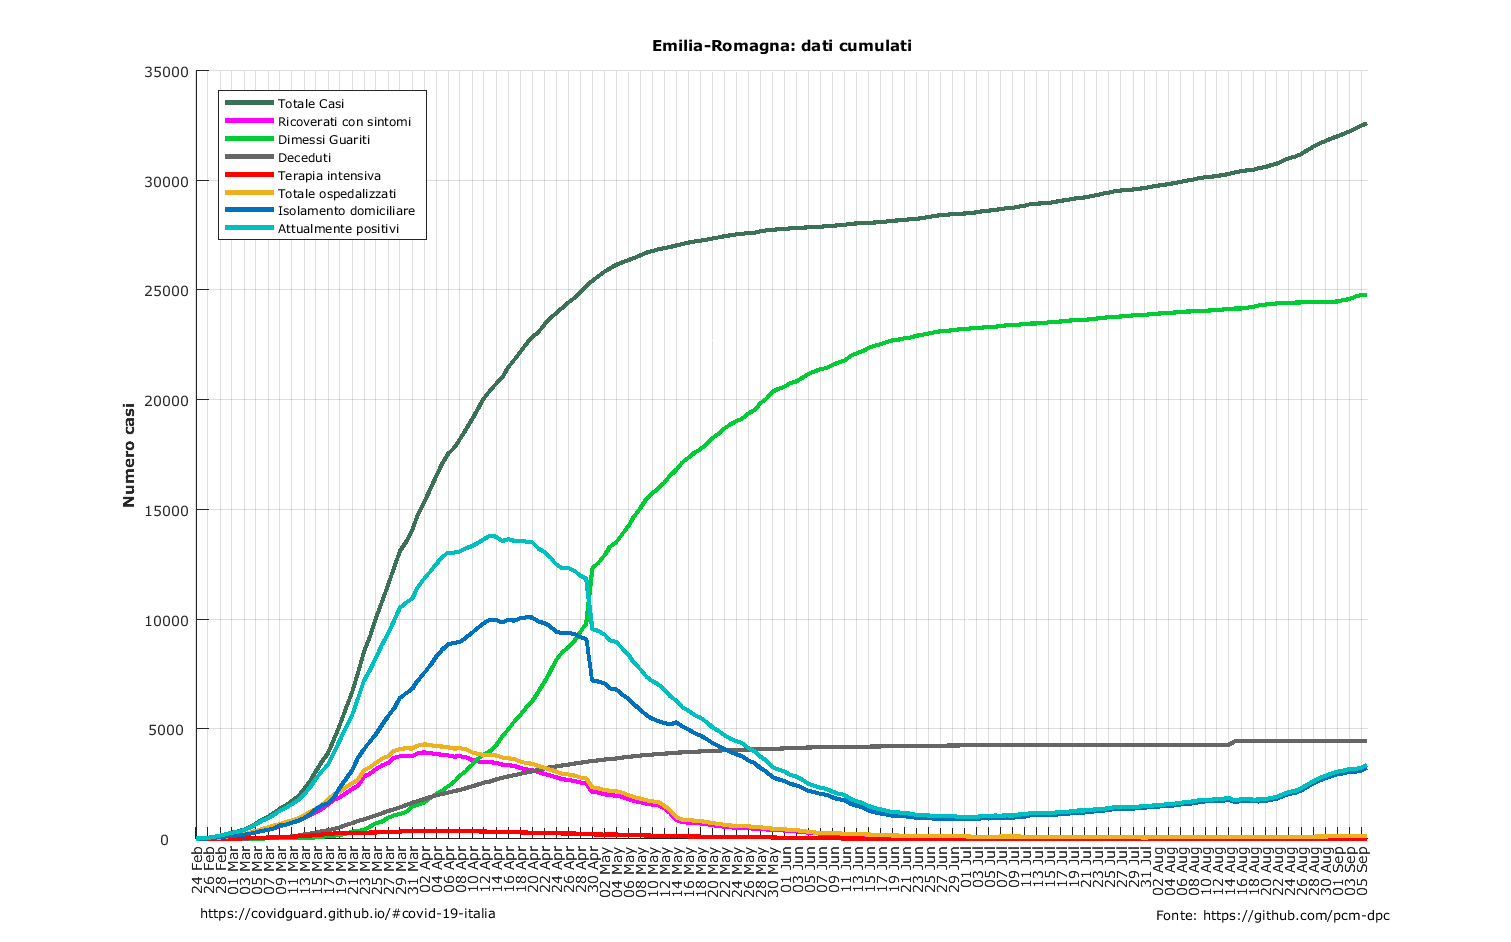 Emilia-Romagna: dati cumulati
35000
30000
25000
20000
15000
10000
5000
0
Numero casi
Totale Casi
Ricoverati con sintomi
Dimessi Guariti
Deceduti
Terapia intensiva
Totale ospedalizzati
Isolamento domiciliare
Attualmente positivi
24 Feb
26 Feb
28 Feb
01 Mar
03 Mar
05 Mar
07 Mar
09 Mar
11 Mar
13 Mar
15 Mar
17 Mar
19 Mar
21 Mar
23 Mar
25 Mar
27 Mar
29 Mar
31 Mar
02 Apr
04 Apr
06 Apr
08 Apr
10 Apr
12 Apr
14 Apr
16 Apr
18 Apr
20 Apr
22 Apr
24 Apr
26 Apr
28 Apr
30 Apr
02 May
04 May
06 May
08 May
10 May
12 May
14 May
16 May
18 May
20 May
22 May
24 May
26 May
28 May
30 May
01 Jun
03 Jun
05 Jun
07 Jun
09 Jun
11 Jun
13 Jun
15 Jun
17 Jun
19 Jun
21 Jun
23 Jun
25 Jun
27 Jun
29 Jun
01 Jul
03 Jul
05 Jul
07 Jul
09 Jul
11 Jul
13 Jul
15 Jul
17 Jul
19 Jul
21 Jul
23 Jul
25 Jul
27 Jul
29 Jul
31 Jul
02 Aug
04 Aug
06 Aug
08 Aug
10 Aug
12 Aug
14 Aug
16 Aug
18 Aug
20 Aug
22 Aug
24 Aug
26 Aug
28 Aug
30 Aug
01 Sep
03 Sep
05 Sep
https://covidguard.github.io/#covid-19-italia
Fonte: https://github.com/pcm-dpc